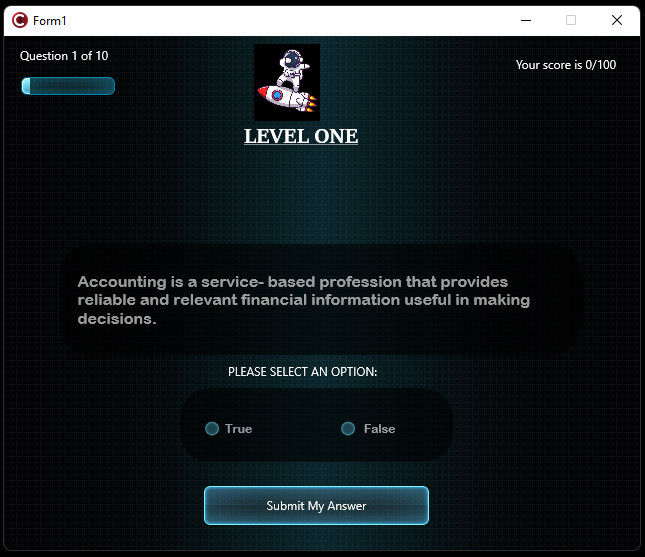 Form1
Question 1 of 10
Your score is 0/100
LEVEL ONE
Accounting is a service- based profession that provides
reliable and relevant financial information useful in making
decisions.
PLEASE SELECT AN OPTION:
True
False
Submit My Answer